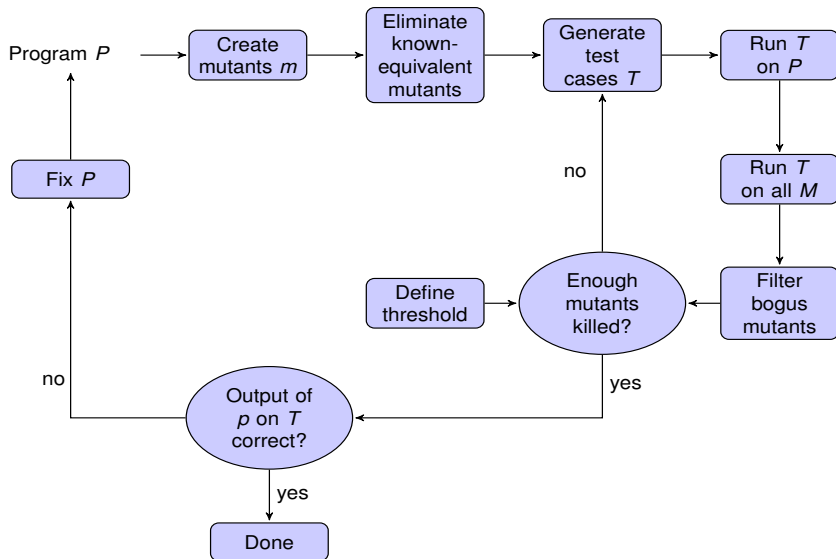 Program P
Create
mutants m
Eliminate
known-
equivalent
mutants
Generate
test
cases T
Run T
on P
Fix P
no
Run T
on all M
Define
threshold
Enough
mutants
killed?
Filter
bogus
mutants
no
yes
Output of
p on T
correct?
yes
Done